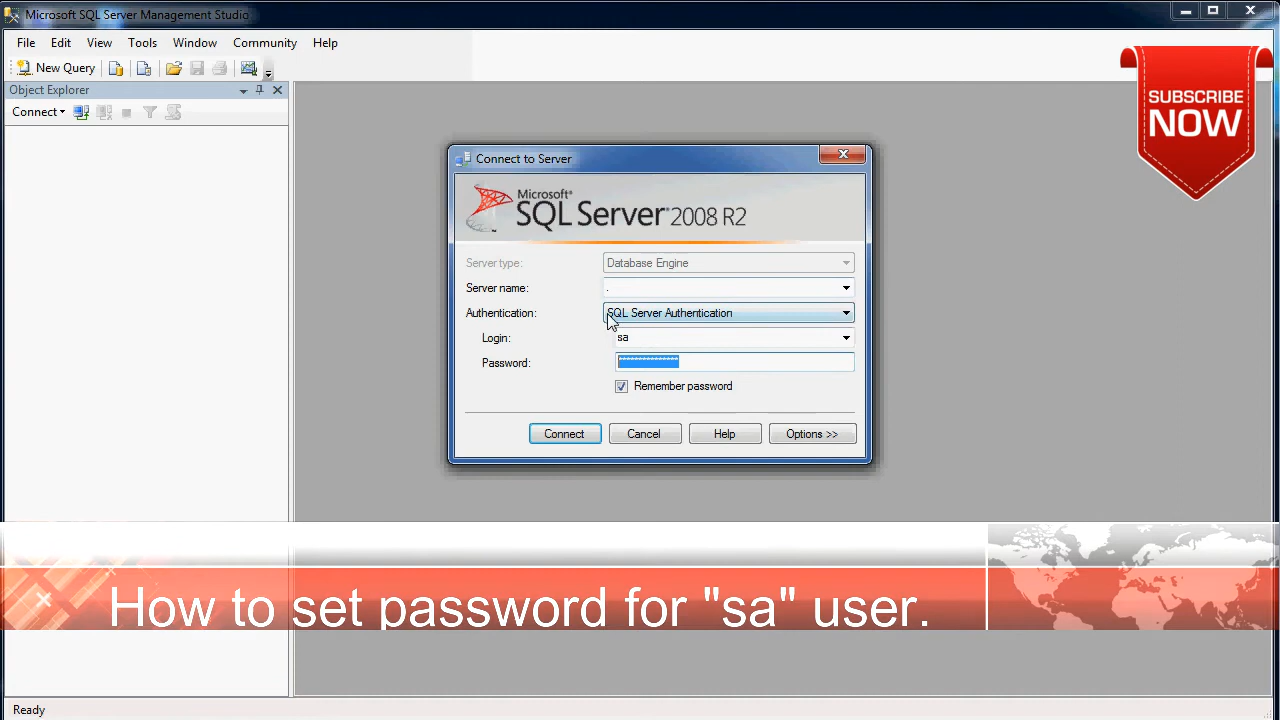 Microsoft SQL Server Management Studio
File Edit View Tools Window Community Help
New Query
Object Explorer
Connect
SUBSCRIBE
NOW
Connect to Server
Microsoft®
SQL Server® 2008 R2
Server type: Database Engine
Server name: .
Authentication: SQL Server Authentication
Login: sa
Password: **************
Remember password
Connect Cancel Help Options >>
How to set password for "sa" user.
Ready